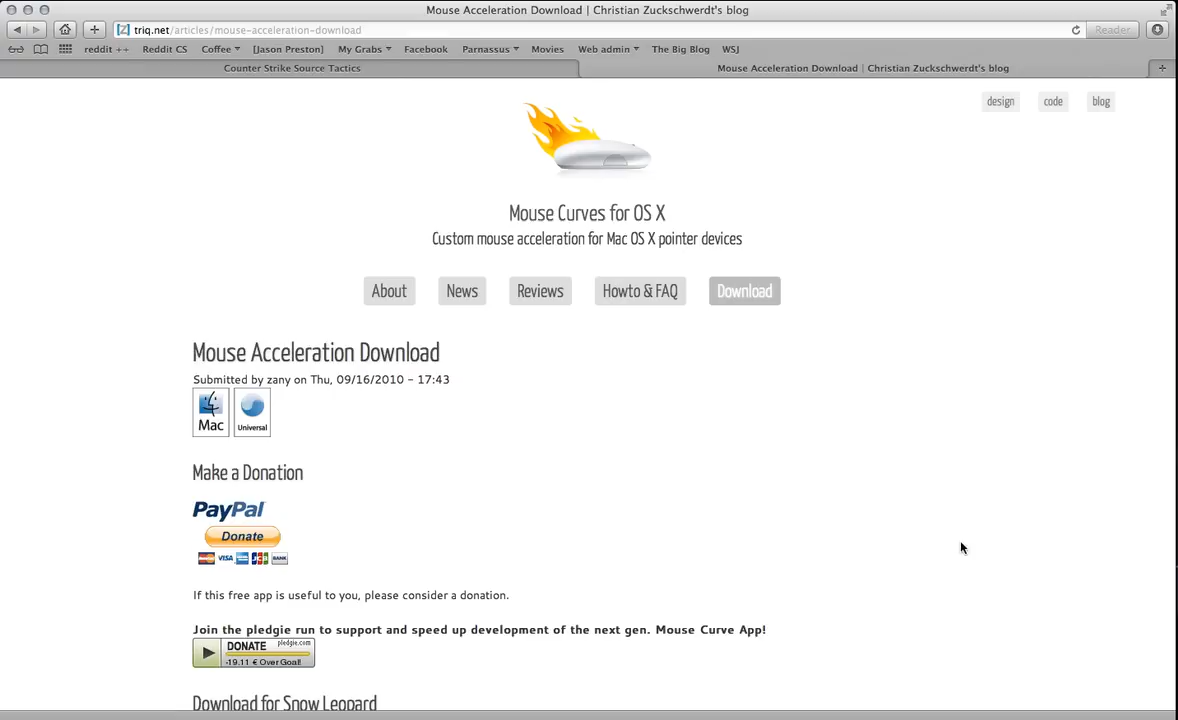 Mouse Acceleration Download | Christian Zuckschwerdt's blog
triq.net/articles/mouse-acceleration-download
Reader
reddit ++ Reddit CS Coffee [Jason Preston] My Grabs Facebook Parnassus Movies Web admin The Big Blog WSJ
Counter Strike Source Tactics Mouse Acceleration Download | Christian Zuckschwerdt's blog
design code blog
Mouse Curves for OS X
Custom mouse acceleration for Mac OS X pointer devices
About News Reviews Howto & FAQ Download
Mouse Acceleration Download
Submitted by zany on Thu, 09/16/2010 - 17:43
Mac Universal
Make a Donation
PayPal
Donate
VISA JCB BANK
If this free app is useful to you, please consider a donation.
Join the pledgie run to support and speed up development of the next gen. Mouse Curve App!
DONATE pledgie.com
-19.11 € Over Goal!
Download for Snow Leopard